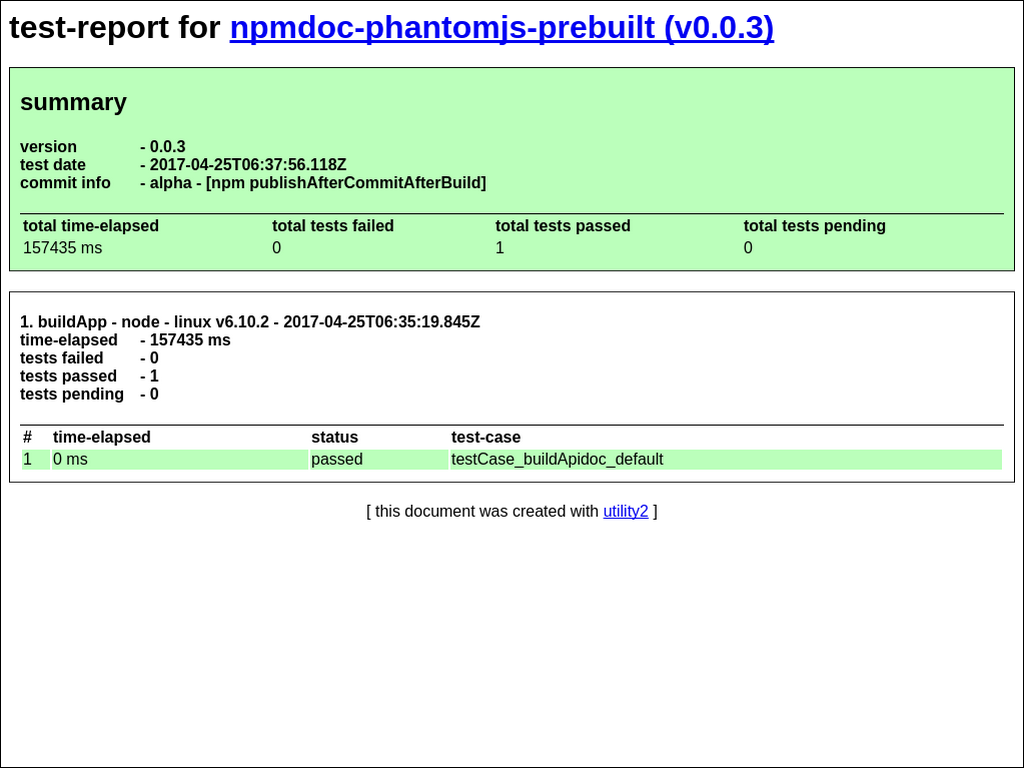 test-report for npmdoc-phantomjs-prebuilt (v0.0.3)
summary
version - 0.0.3
test date - 2017-04-25T06:37:56.118Z
commit info - alpha - [npm publishAfterCommitAfterBuild]
total time-elapsed total tests failed total tests passed total tests pending
157435 ms 0 1 0
1. buildApp - node - linux v6.10.2 - 2017-04-25T06:35:19.845Z
time-elapsed - 157435 ms
tests failed - 0
tests passed - 1
tests pending - 0
# time-elapsed status test-case
1 0 ms passed testCase_buildApidoc_default
[ this document was created with utility2 ]